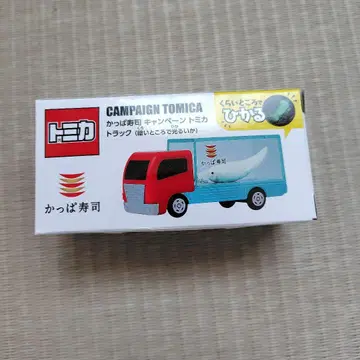 トミカ
CAMPAIGN TOMICA
かっぱ寿司 キャンペーン トミカ
トラック(暗いところで光るいか)
くらいところで
ひかる
かっぱ寿司
かっぱ寿司